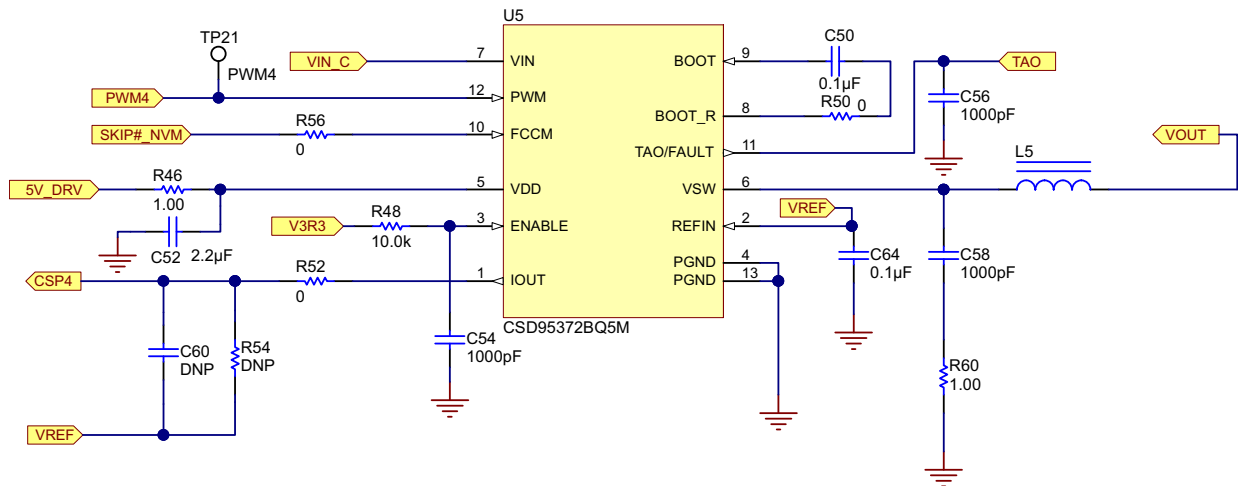 U5
TP21
PWM4
VIN_C
7
VIN
BOOT
9
C50
0.1µF
TAO
PWM4
12
PWM
R50
0
C56
1000pF
BOOT_R
8
SKIP#_NVM
R56
0
10
FCCM
TAO/FAULT
11
VOUT
L5
5V_DRV
R46
1.00
5
VDD
VSW
6
C52
2.2µF
V3R3
R48
10.0k
3
ENABLE
REFIN
2
VREF
C64
0.1µF
C58
1000pF
CSP4
R52
0
1
IOUT
PGND
4
PGND
13
CSD95372BQ5M
C60
DNP
R54
DNP
C54
1000pF
R60
1.00
VREF